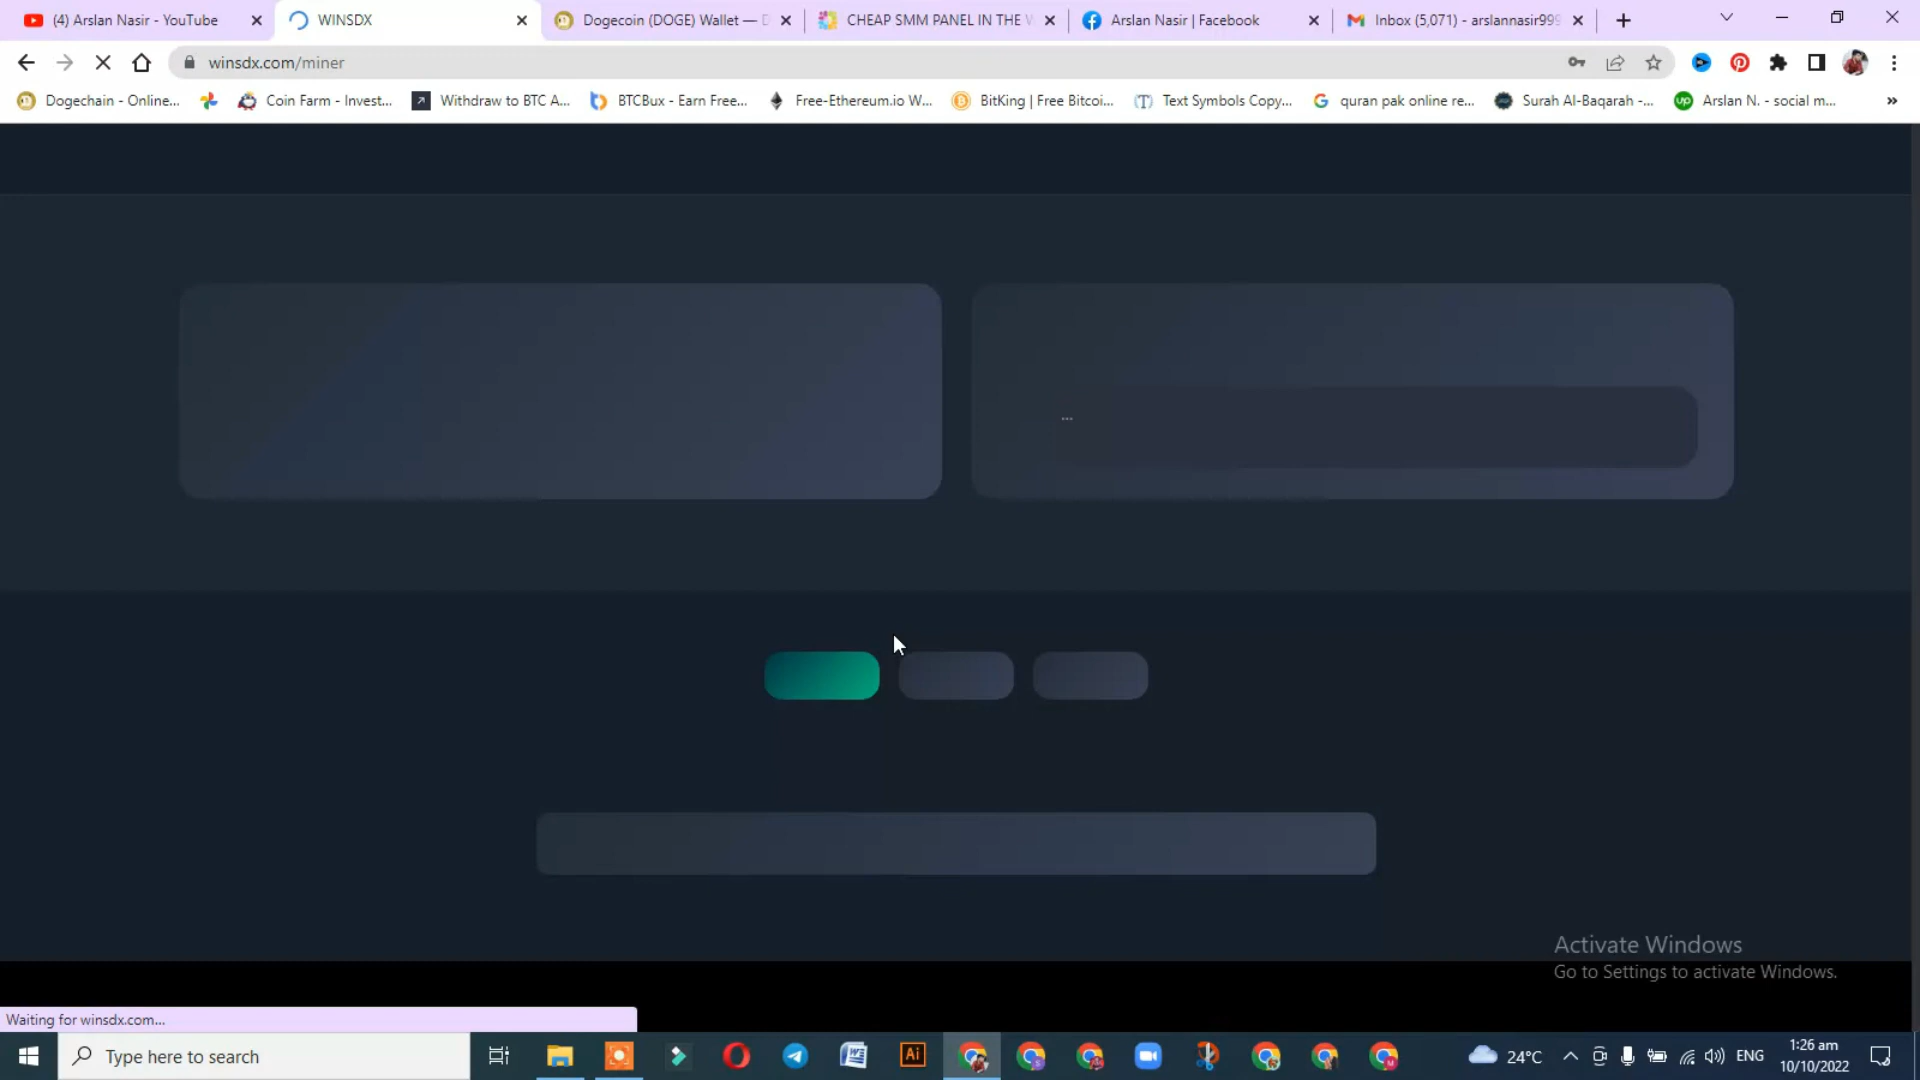 (4) Arslan Nasir - YouTube
WINSDX
Dogecoin (DOGE) Wallet — D
CHEAP SMM PANEL IN THE W
Arslan Nasir | Facebook
Inbox (5,071) - arslannasir999
winsdx.com/miner
Dogechain - Online...
Coin Farm - Invest...
Withdraw to BTC A...
BTCBux - Earn Free...
Free-Ethereum.io W...
BitKing | Free Bitcoi...
Text Symbols Copy...
quran pak online re...
Surah Al-Baqarah -...
Arslan N. - social m...
...
Activate Windows
Go to Settings to activate Windows.
Waiting for winsdx.com...
Type here to search
24°C
ENG
1:26 am
10/10/2022